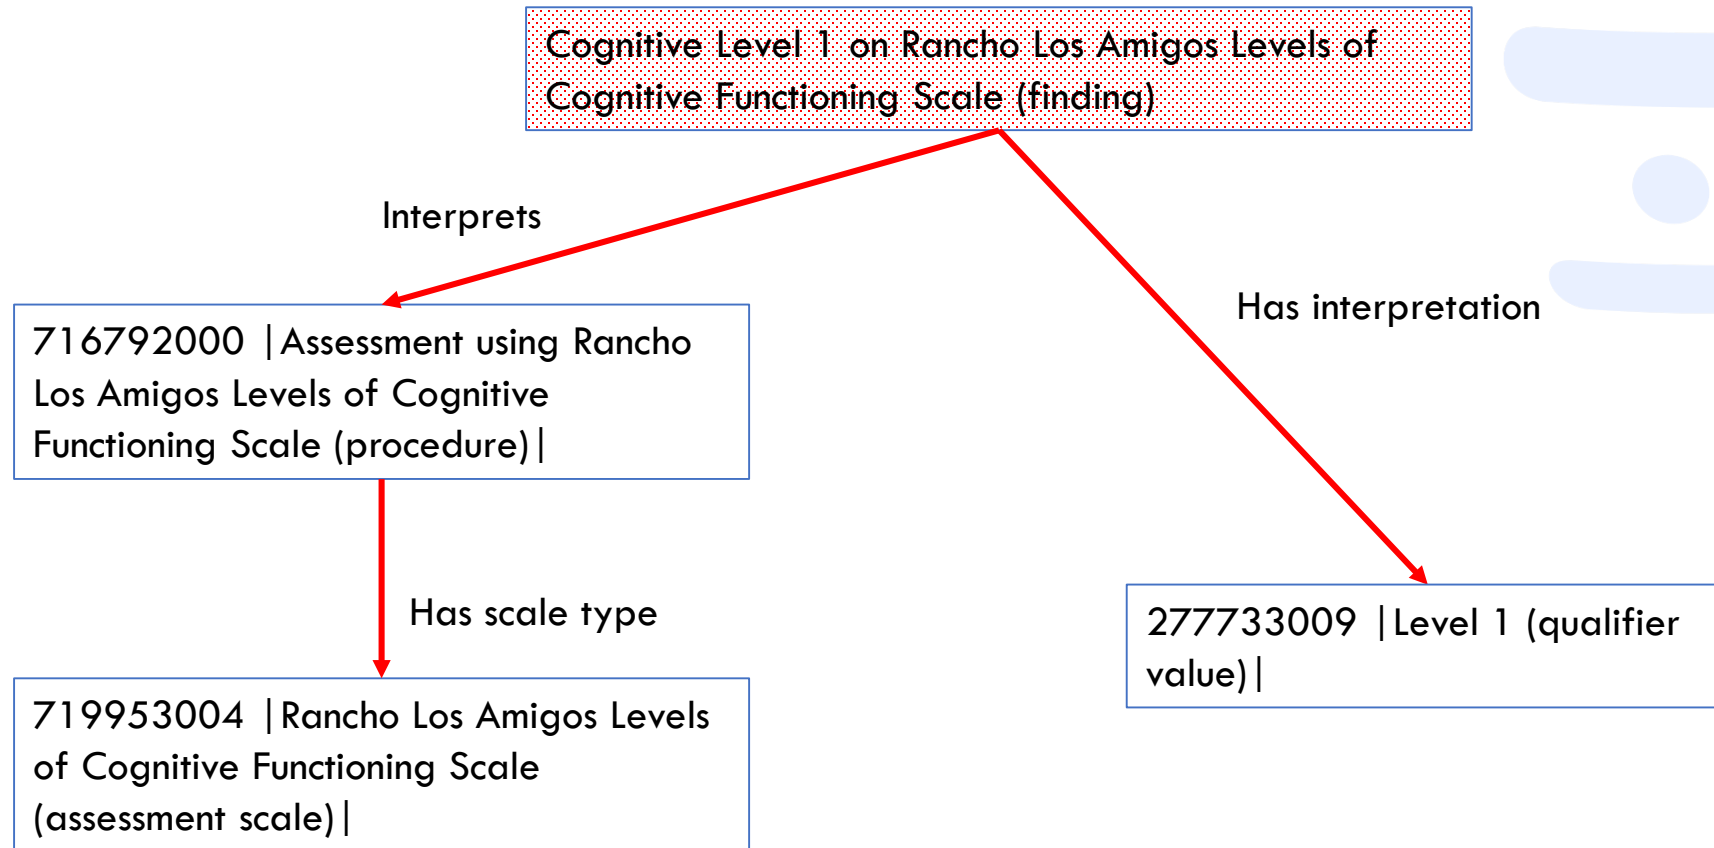 Cognitive Level 1 on Rancho Los Amigos Levels of
Cognitive Functioning Scale (finding)
Interprets
Has interpretation
716792000 |Assessment using Rancho
Los Amigos Levels of Cognitive
Functioning Scale (procedure)|
Has scale type
277733009 |Level 1 (qualifier
value)|
719953004 |Rancho Los Amigos Levels
of Cognitive Functioning Scale
(assessment scale)|